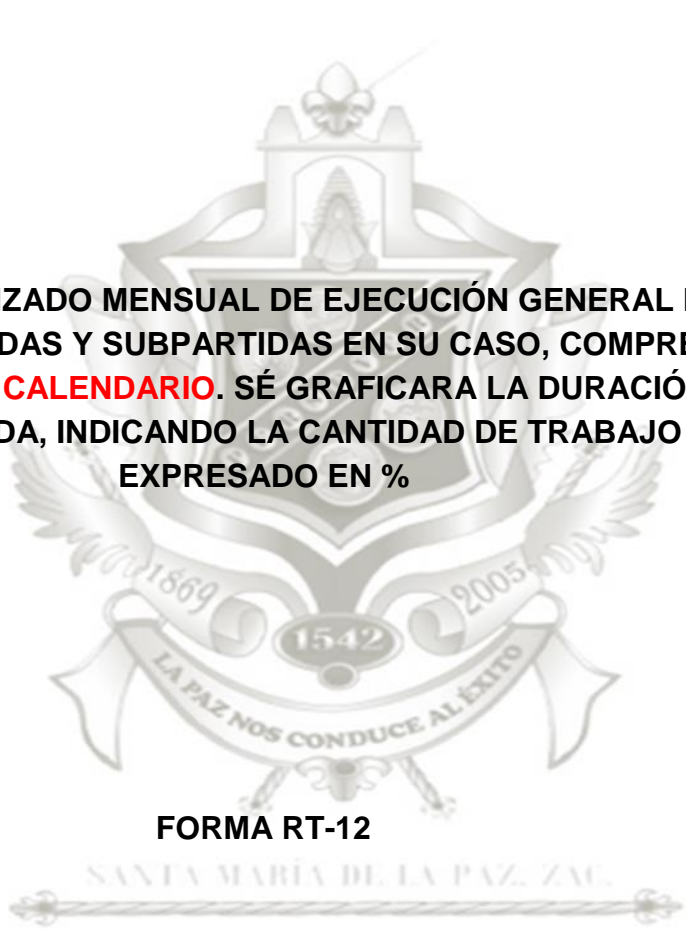 IZADO MENSUAL DE EJECUCIÓN GENERAL
DAS Y SUBPARTIDAS EN SU CASO, COMPRE
CALENDARIO. SÉ GRAFICARA LA DURACIÓ
DA, INDICANDO LA CANTIDAD DE TRABAJO
EXPRESADO EN %
1869
2005
1542
LA PAZ NOS CONDUCE AL ÉXITO
FORMA RT-12
SANTA MARÍA DE LA PAZ, ZAC.